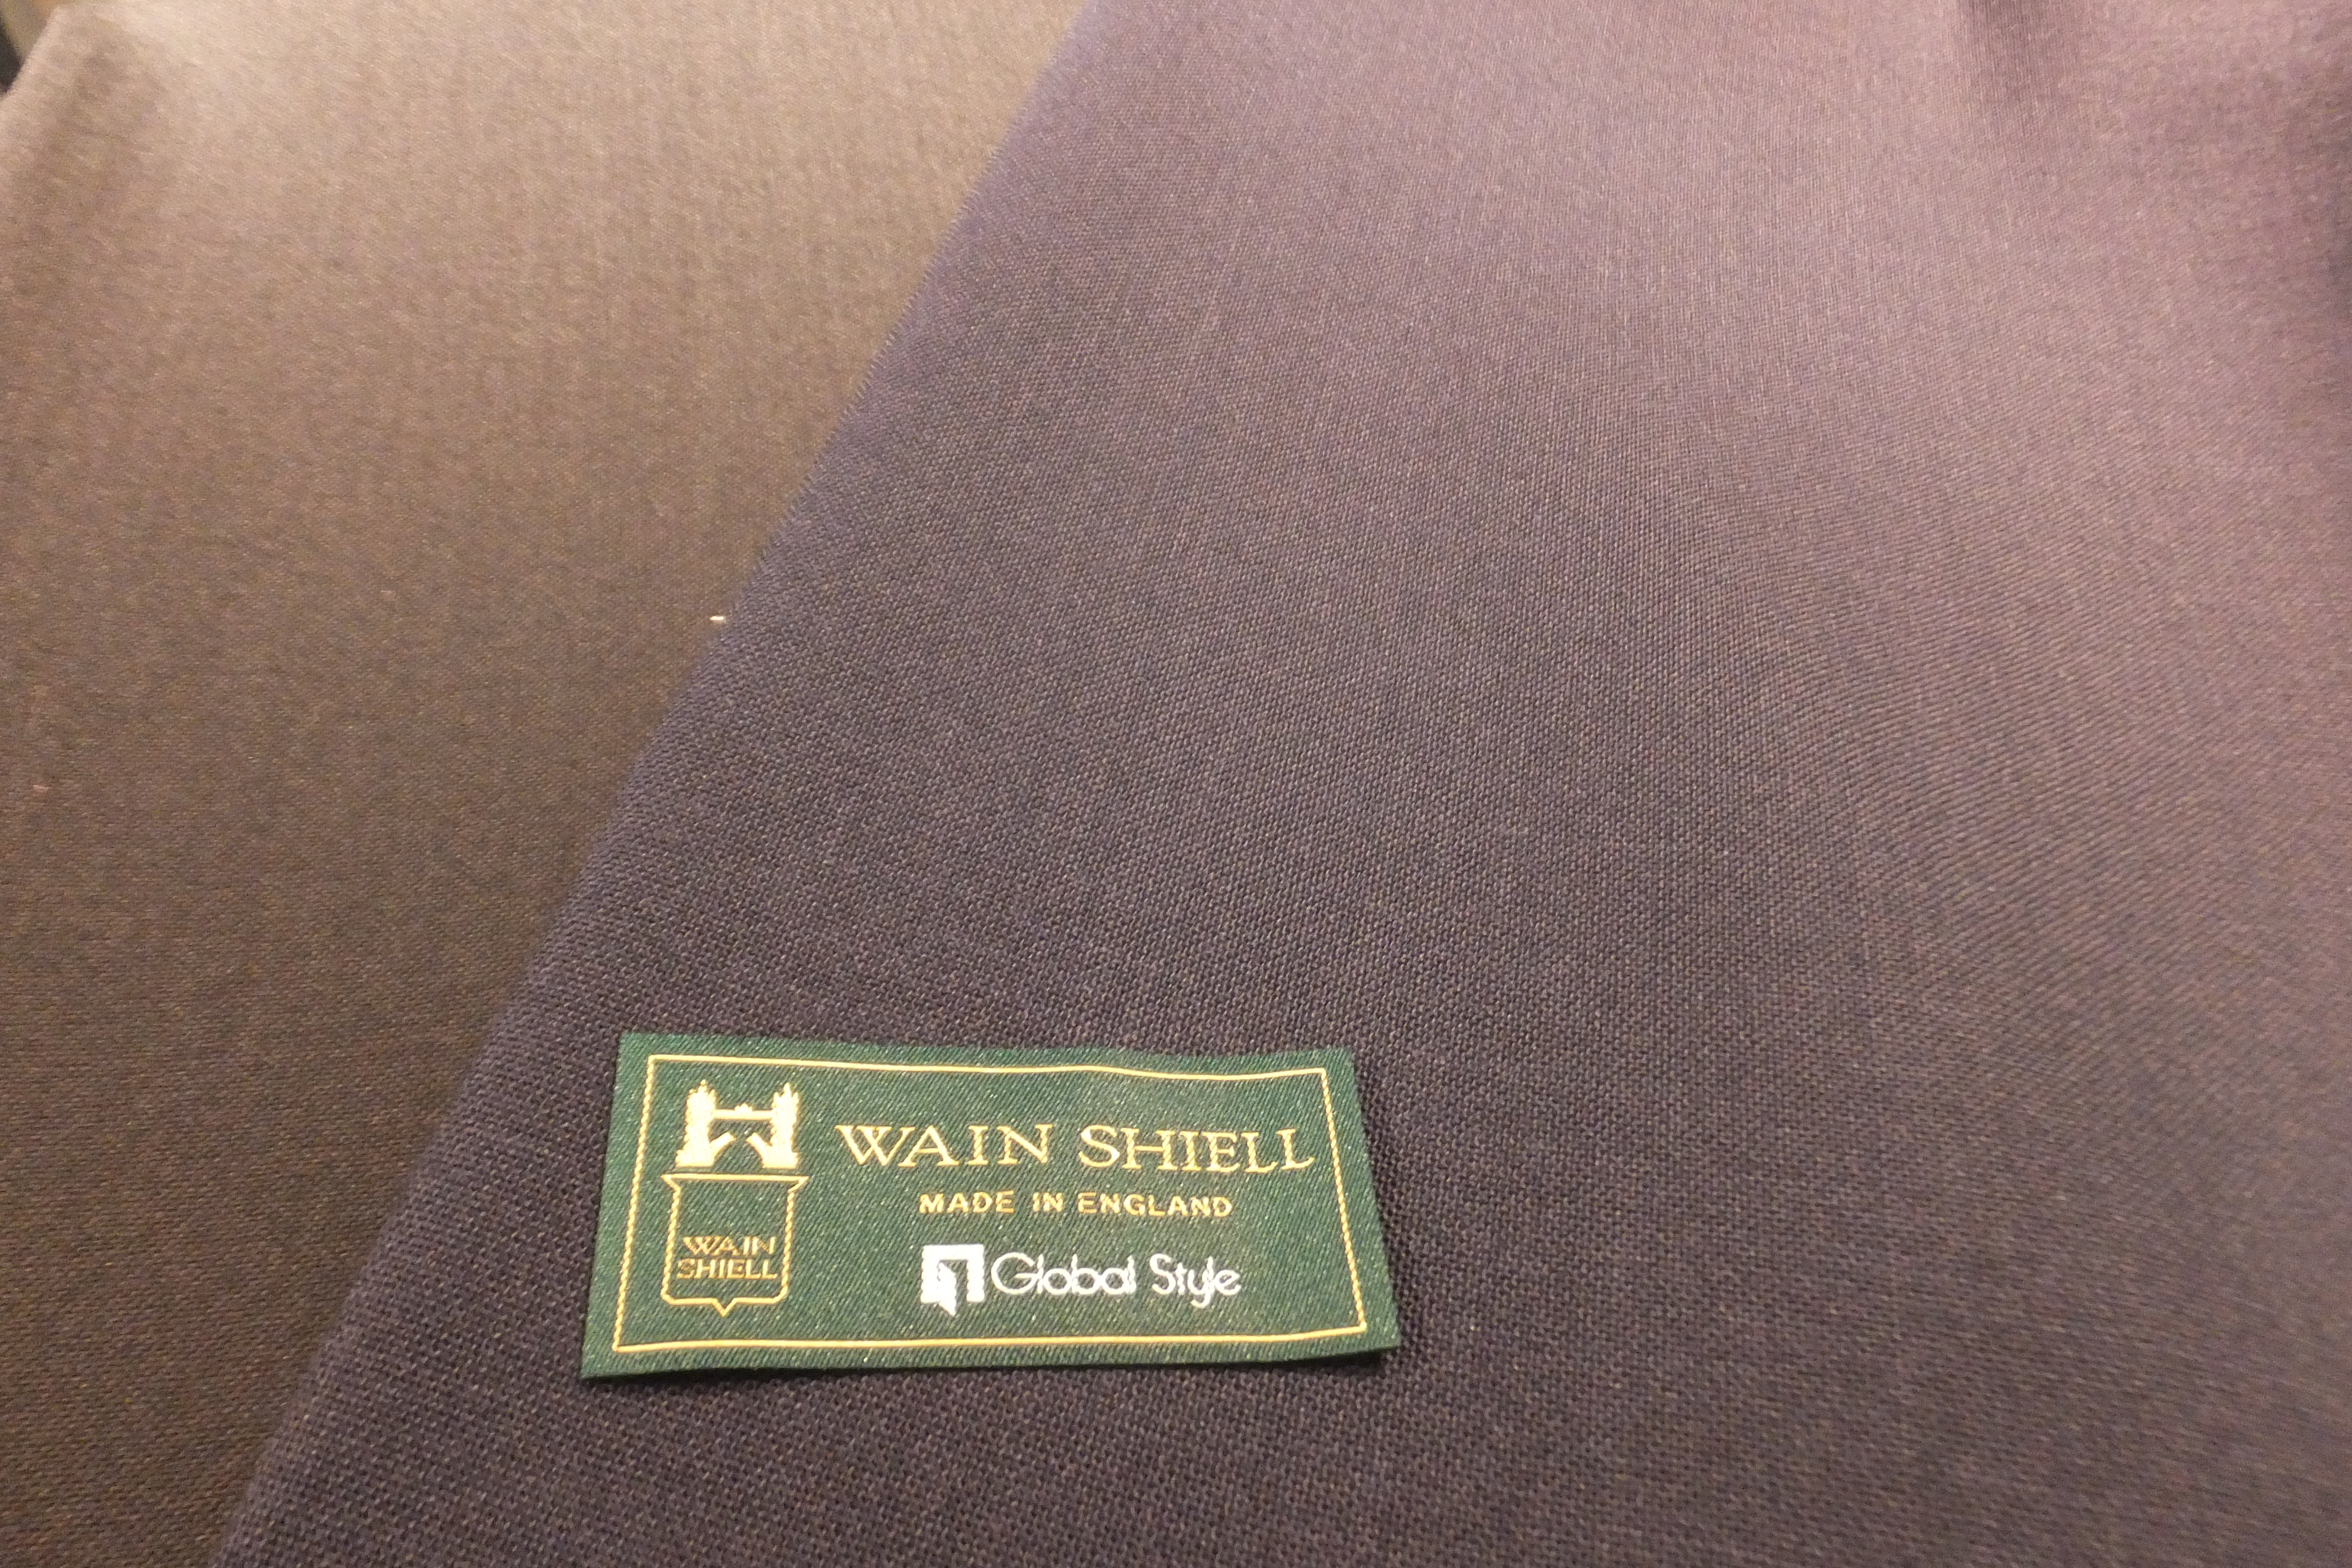 WAIN SHIELL
MADE IN ENGLAND
Global Style
WAIN
SHIELL